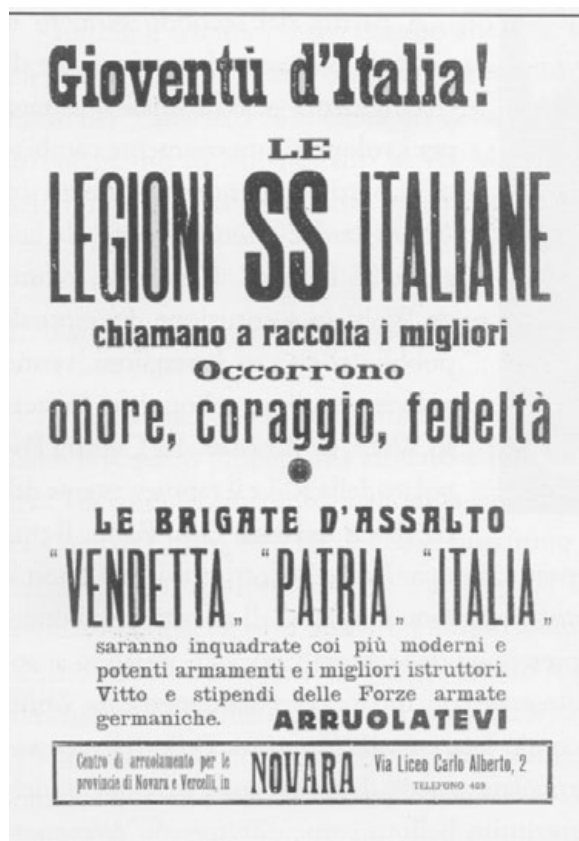 Gioventù d'Italia!
LE
LEGIONI SS ITALIANE
chiamano a raccolta i migliori
Occorrono
onore, coraggio, fedeltà
LE BRIGATE D'ASSALTO
"VENDETTA„ "PATRIA„ "ITALIA
saranno inquadrate coi più moderni e
potenti armamenti e i migliori istruttori.
Vitto e stipendi delle Forze armate
germaniche. ARRUOLATEVI
Centro di arruolamento per le
provincie di Novara e Vercelli, in
NOVARA
Via Liceo Carlo Alberto, 2
TELEFONO